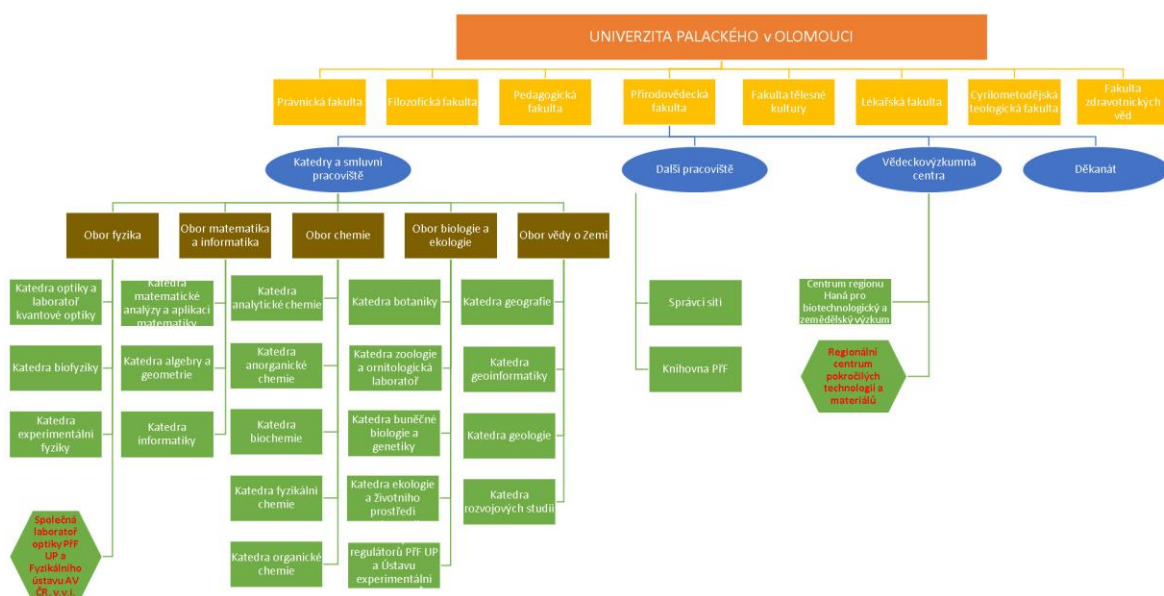 UNIVERZITA PALACKÉHO v OLOMOUCI
Právnická fakulta
Filozofická fakulta
Pedagogická
fakulta
Přírodovědecká
fakulta
Fakulta tělesné
kultury
Lékařská fakulta
Cyrilometodějská
teologická fakulta
Fakulta
zdravotnických
věd
Katedry a smluvní
pracoviště
Další pracoviště
Vědeckovýzkumná
centra
Děkanát
Obor fyzika
Obor matematika
a informatika
Obor chemie
Obor biologie a
ekologie
Obor vědy o Zemi
Katedra optiky a
laboratoř
kvantové optiky
Katedra
matematické
analýzy a aplikací
matematiky
Katedra
analytické chemie
Katedra botaniky
Katedra geografie
Správci sítí
Centrum regionu
Haná pro
biotechnologický a
zemědělský výzkum
Katedra biofyziky
Katedra algebry a
geometrie
Katedra
anorganické
chemie
Katedra zoologie
a ornitologická
laboratoř
Katedra
geoinformatiky
Knihovna PřF
Regionální
centrum
pokročilých
technologií a
materiálů
Katedra
experimentální
fyziky
Katedra
informatiky
Katedra
biochemie
Katedra buněčné
biologie a
genetiky
Katedra geologie
Katedra fyzikální
chemie
Katedra ekologie
a životního
prostředí
Katedra
rozvojových studií
Společná
laboratoř
optiky PřF
UP a
Fyzikálního
ústavu AV
ČR, v.v.i.
Katedra organické
chemie
regulátorů PřF UP
a Ústavu
experimentální